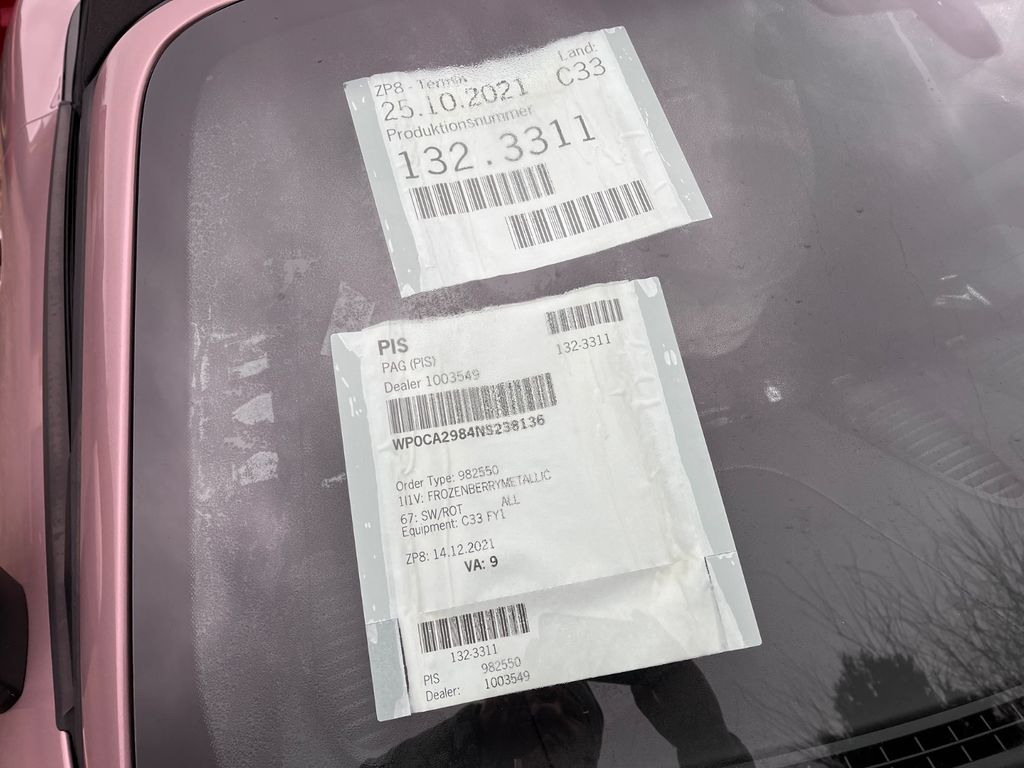 ZP8 - Termin
Land:
25.10.2021
C33
Produktionsnummer
132.3311
PIS
132-3311
PAG (PIS)
Dealer 1003549
WP0CA2984NS238136
Order Type: 982550
1I1V: FROZENBERRYMETALLIC
67: SW/ROT
ALL
Equipment: C33 FY1
ZP8: 14.12.2021
VA: 9
132-3311
PIS 982550
Dealer: 1003549